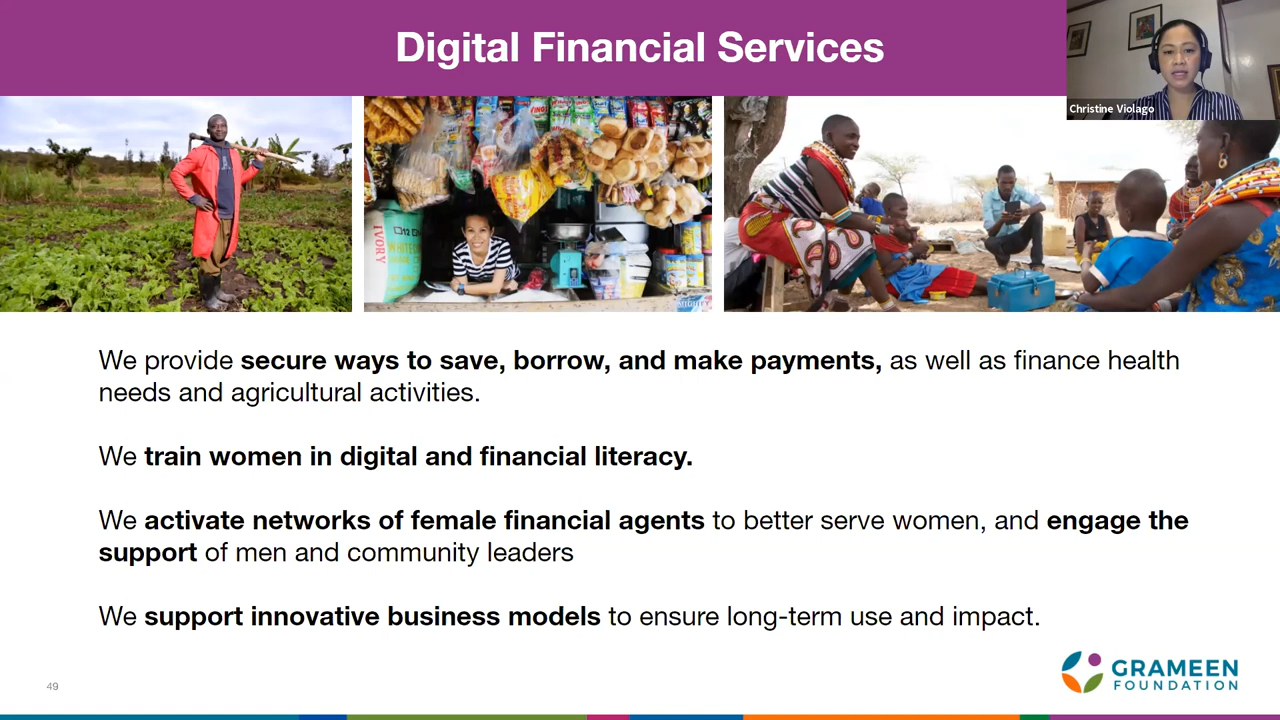 Digital Financial Services
Christine Violago
IVORY
We provide secure ways to save, borrow, and make payments, as well as finance health
needs and agricultural activities.
We train women in digital and financial literacy.
We activate networks of female financial agents to better serve women, and engage the
support of men and community leaders
We support innovative business models to ensure long-term use and impact.
49
GRAMEEN
FOUNDATION